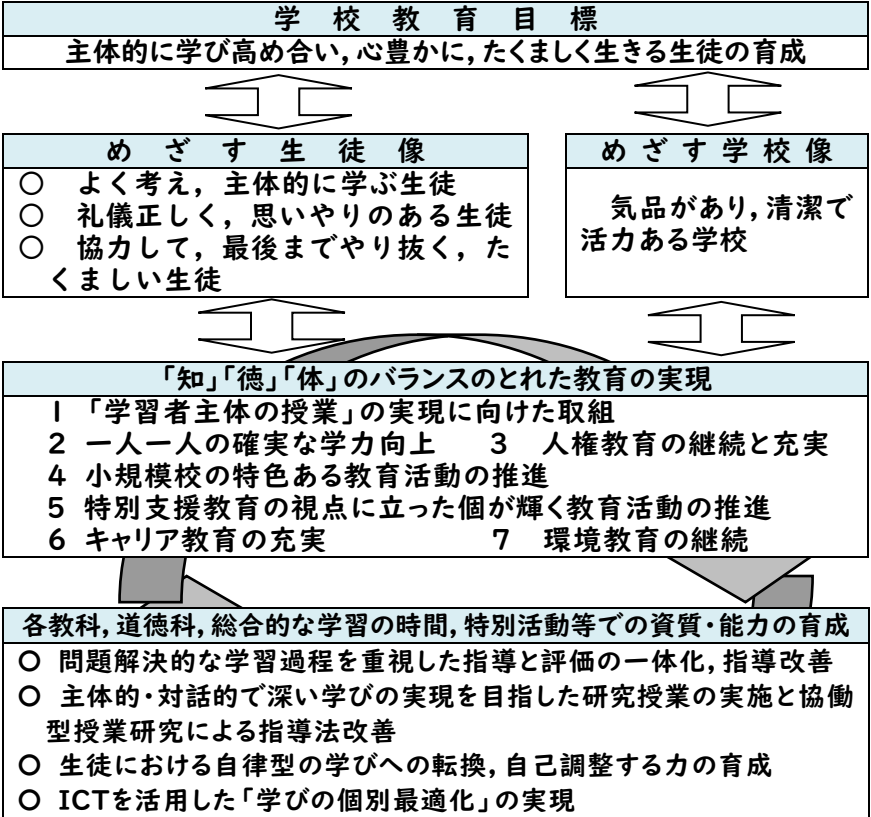 学校教育目標
主体的に学び高め合い,心豊かに,たくましく生きる生徒の育成
めざす生徒像
○ よく考え，主体的に学ぶ生徒
○ 礼儀正しく，思いやりのある生徒
○ 協力して，最後までやり抜く，た
くましい生徒
めざす学校像
気品があり,清潔で
活力ある学校
「知」「徳」「体」のバランスのとれた教育の実現
1 「学習者主体の授業」の実現に向けた取組
2 一人一人の確実な学力向上 3 人権教育の継続と充実
4 小規模校の特色ある教育活動の推進
5 特別支援教育の視点に立った個が輝く教育活動の推進
6 キャリア教育の充実 7 環境教育の継続
各教科,道徳科,総合的な学習の時間,特別活動等での資質・能力の育成
○ 問題解決的な学習過程を重視した指導と評価の一体化,指導改善
○ 主体的・対話的で深い学びの実現を目指した研究授業の実施と協働
型授業研究による指導法改善
○ 生徒における自律型の学びへの転換,自己調整する力の育成
○ ICTを活用した「学びの個別最適化」の実現